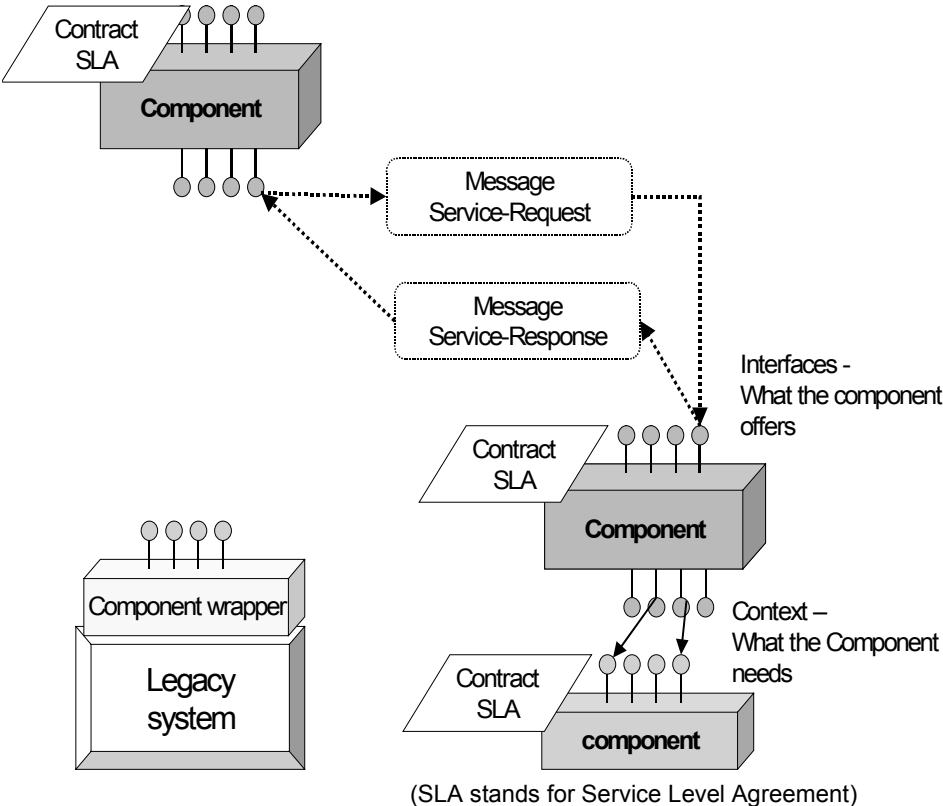 Contract
SLA
Component
Message
Service-Request
Message
Service-Response
Interfaces -
What the component
offers
Contract
SLA
Component
Component wrapper
Legacy
system
Context –
What the Component
needs
Contract
SLA
component
(SLA stands for Service Level Agreement)